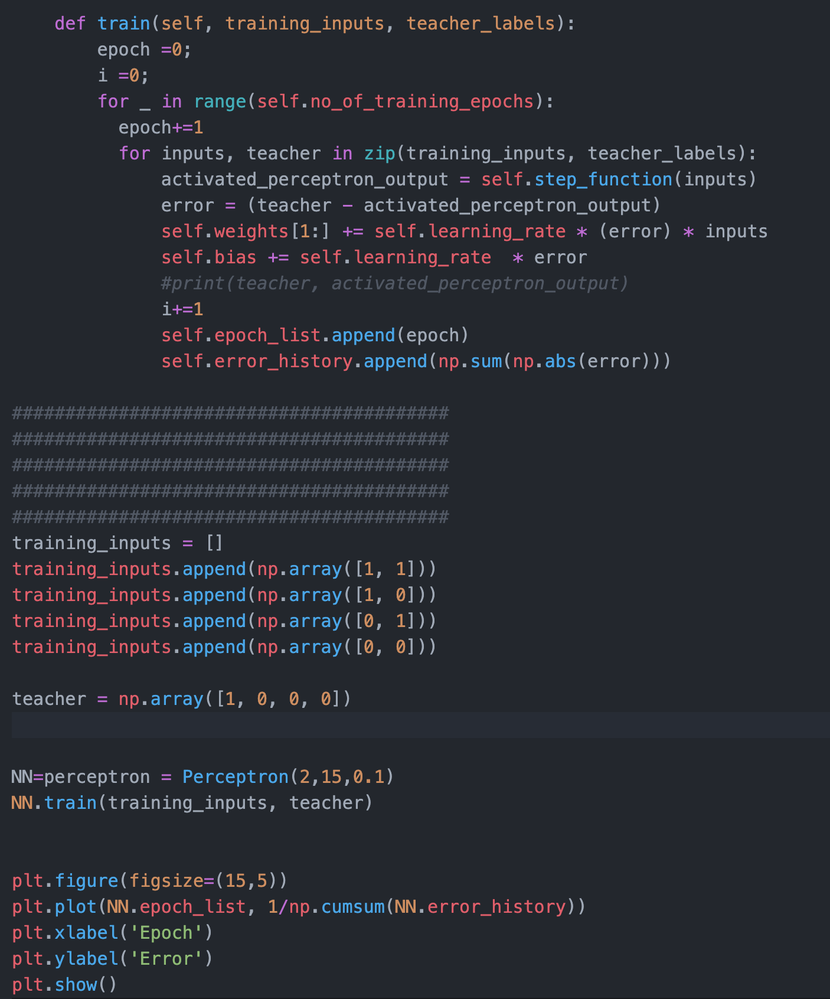 def train(self, training_inputs, teacher_labels):
epoch =0;
i =0;
for _ in range(self.no_of_training_epochs):
epoch+=1
for inputs, teacher in zip(training_inputs, teacher_labels):
activated_perceptron_output = self.step_function(inputs)
error = (teacher - activated_perceptron_output)
self.weights[1:] += self.learning_rate * (error) * inputs
self.bias += self.learning_rate  * error
#print(teacher, activated_perceptron_output)
i+=1
self.epoch_list.append(epoch)
self.error_history.append(np.sum(np.abs(error)))
#########################################
#########################################
#########################################
#########################################
#########################################
training_inputs = []
training_inputs.append(np.array([1, 1]))
training_inputs.append(np.array([1, 0]))
training_inputs.append(np.array([0, 1]))
training_inputs.append(np.array([0, 0]))
teacher = np.array([1, 0, 0, 0])
NN=perceptron = Perceptron(2,15,0.1)
NN.train(training_inputs, teacher)
plt.figure(figsize=(15,5))
plt.plot(NN.epoch_list, 1/np.cumsum(NN.error_history))
plt.xlabel('Epoch')
plt.ylabel('Error')
plt.show()